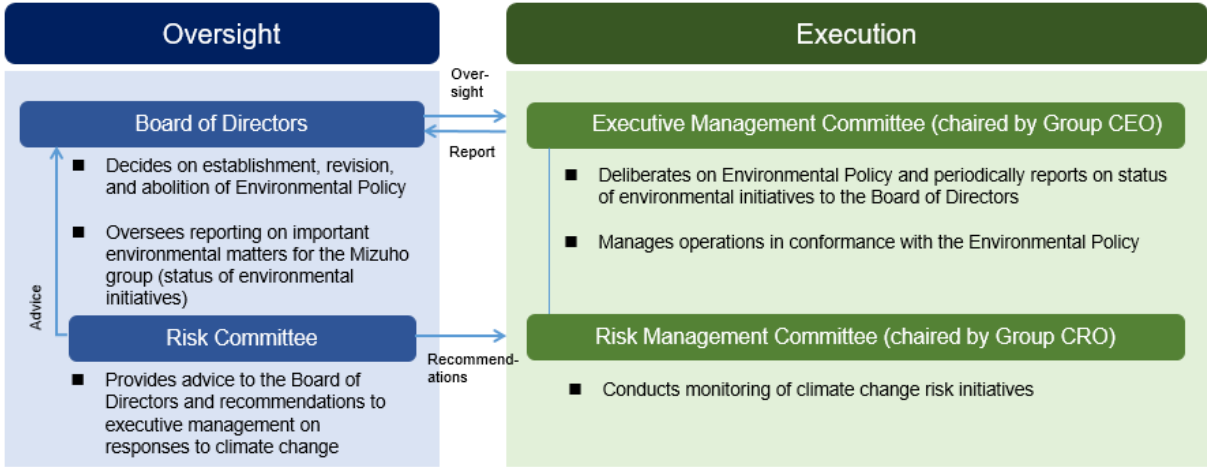 Oversight
Execution
Over-
sight
Board of Directors
Executive Management Committee (chaired by Group CEO)
Report
■ Decides on establishment, revision,
and abolition of Environmental Policy
■ Oversees reporting on important
environmental matters for the Mizuho
group (status of environmental
initiatives)
■ Deliberates on Environmental Policy and periodically reports on status
of environmental initiatives to the Board of Directors
■ Manages operations in conformance with the Environmental Policy
Advice
Risk Committee
Recommend-
ations
Risk Management Committee (chaired by Group CRO)
■ Provides advice to the Board of
Directors and recommendations to
executive management on
responses to climate change
■ Conducts monitoring of climate change risk initiatives